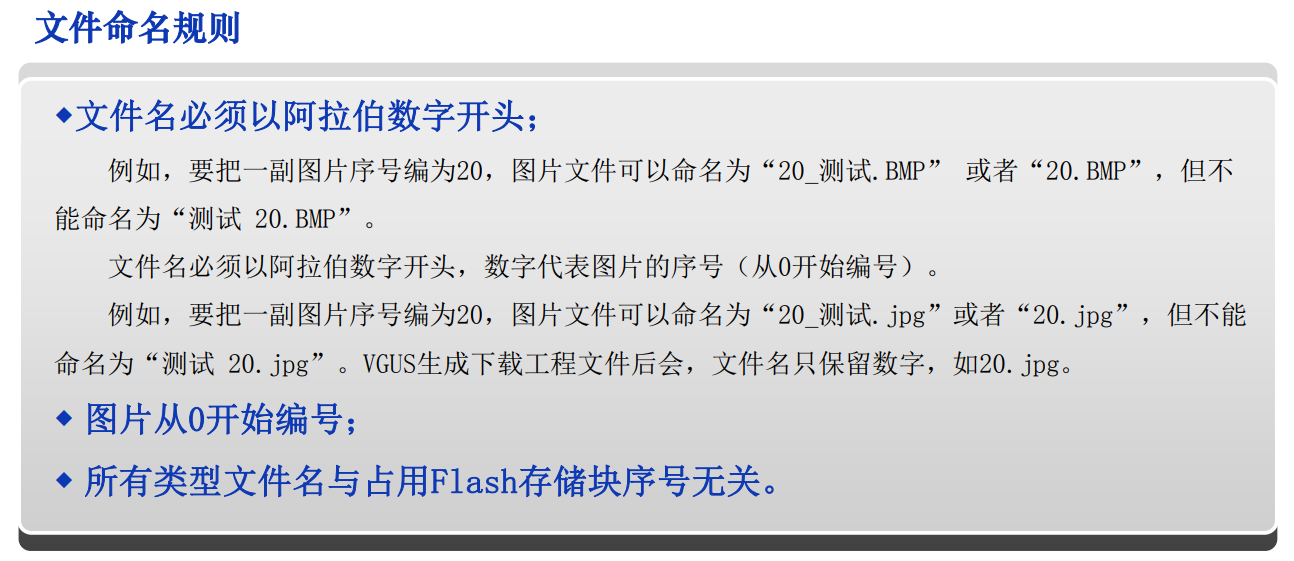 文件命名规则
◆文件名必须以阿拉伯数字开头；
例如，要把一副图片序号编为20，图片文件可以命名为“20_测试.BMP” 或者“20.BMP”，但不
能命名为“测试 20.BMP”。
文件名必须以阿拉伯数字开头，数字代表图片的序号（从0开始编号）。
例如，要把一副图片序号编为20，图片文件可以命名为“20_测试.jpg”或者“20.jpg”，但不能
命名为“测试 20.jpg”。VGUS生成下载工程文件后会，文件名只保留数字，如20.jpg。
◆ 图片从0开始编号；
◆ 所有类型文件名与占用Flash存储块序号无关。